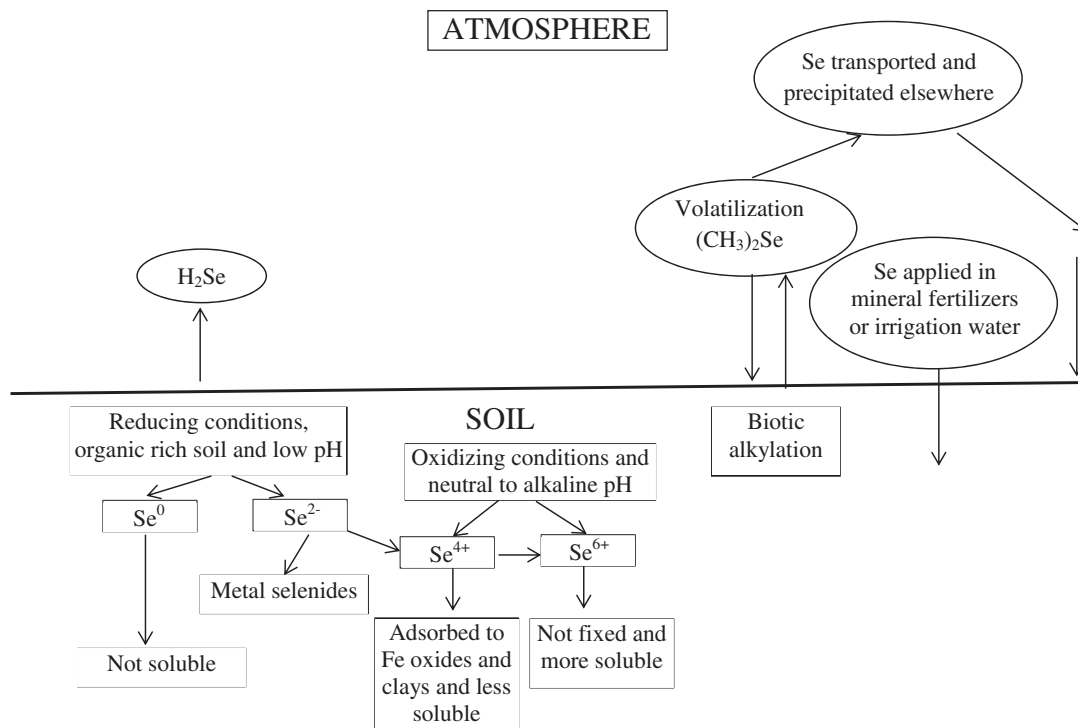 ATMOSPHERE
Se transported and
precipitated elsewhere
Volatilization
(CH₃)₂Se
H₂Se
Se applied in
mineral fertilizers
or irrigation water
Reducing conditions,
organic rich soil and low pH
SOIL
Oxidizing conditions and
neutral to alkaline pH
Biotic
alkylation
Se⁰
Se²⁻
Se⁴⁺
Se⁶⁺
Metal selenides
Not soluble
Adsorbed to
Fe oxides and
clays and less
soluble
Not fixed and
more soluble